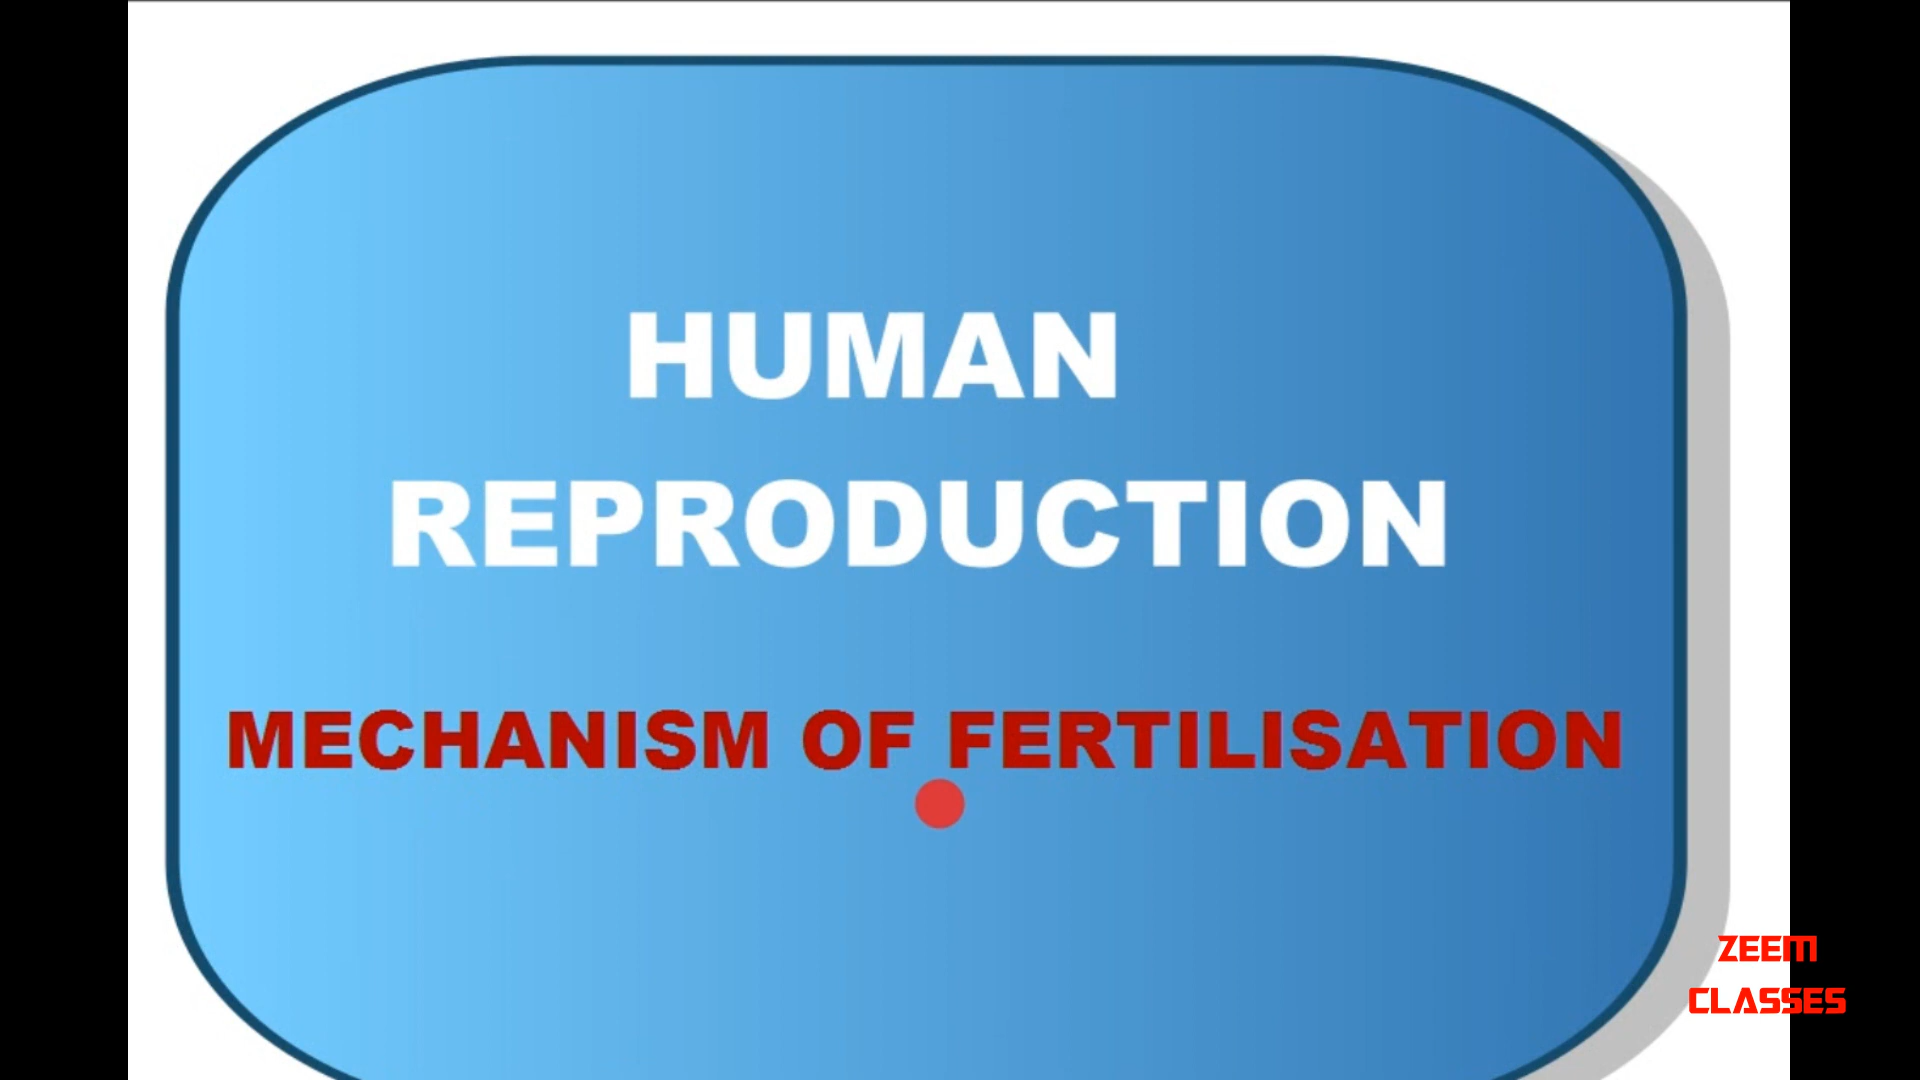 HUMAN
REPRODUCTION
MECHANISM OF FERTILISATION
ZEEM
CLASSES